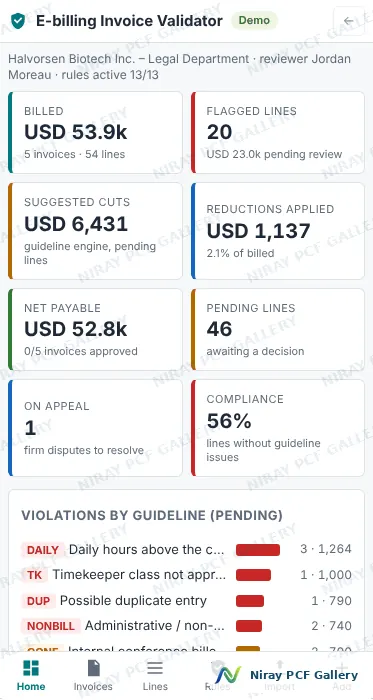 E-billing Invoice Validator Demo
Halvorsen Biotech Inc. – Legal Department · reviewer Jordan
Moreau · rules active 13/13
BILLED
USD 53.9k
5 invoices · 54 lines
FLAGGED LINES
20
USD 23.0k pending review
SUGGESTED CUTS
USD 6,431
guideline engine, pending
lines
REDUCTIONS APPLIED
USD 1,137
2.1% of billed
NET PAYABLE
USD 52.8k
0/5 invoices approved
PENDING LINES
46
awaiting a decision
ON APPEAL
1
firm disputes to resolve
COMPLIANCE
56%
lines without guideline
issues
VIOLATIONS BY GUIDELINE (PENDING)
DAILY Daily hours above the c... 3 · 1,264
TK Timekeeper class not appr... 1 · 1,000
DUP Possible duplicate entry 1 · 790
NONBILL Administrative / non-... 2 · 740
Dashboard
Invoices
Lines
Niray PCF Gallery
NIRAY PCF GALLERY